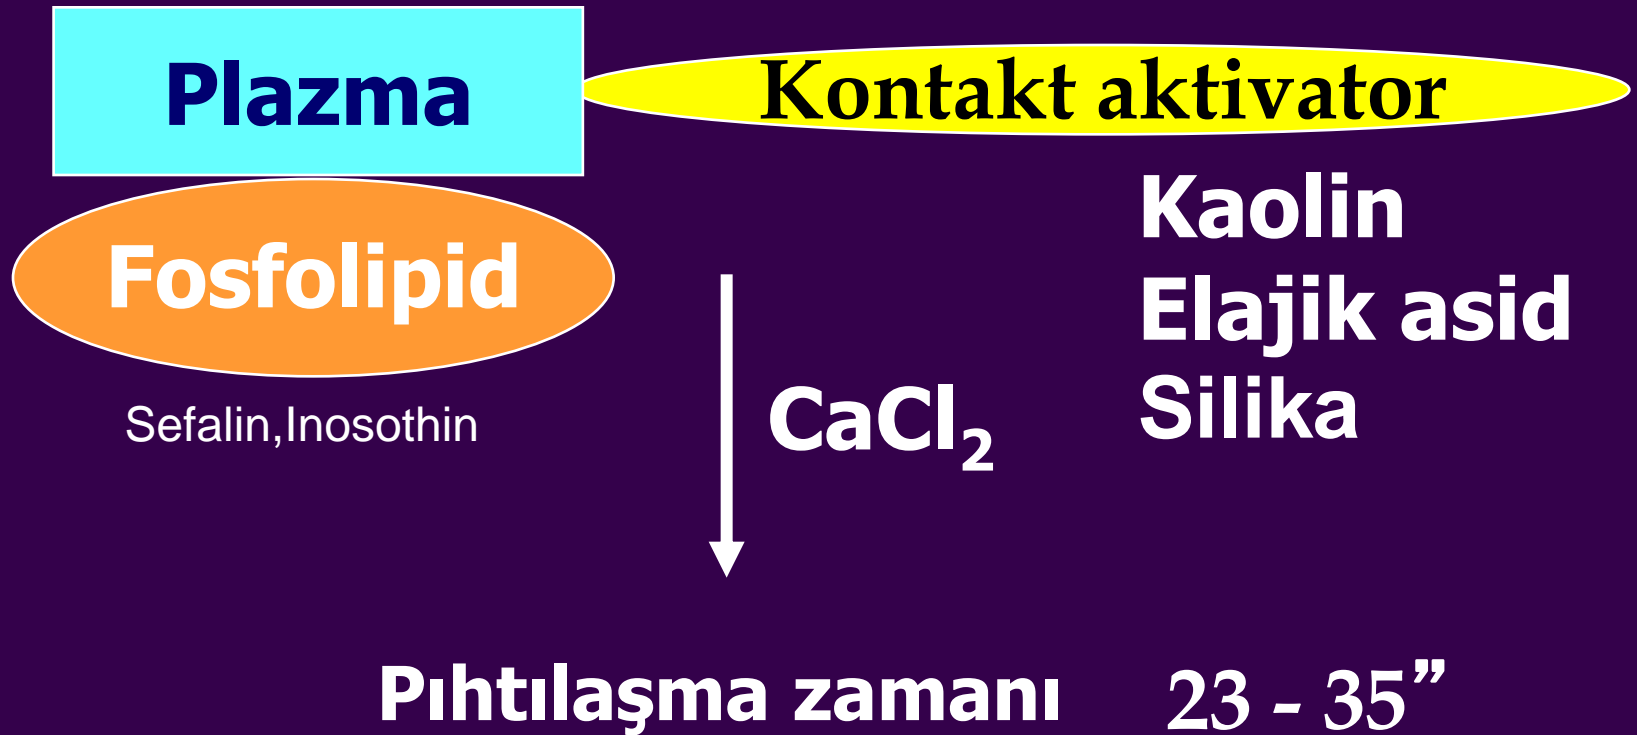 Plazma
Kontakt aktivator
Fosfolipid
Sefalin,Inosothin
CaCl₂
Kaolin
Elajik asid
Silika
Pıhtılaşma zamanı 23 - 35”